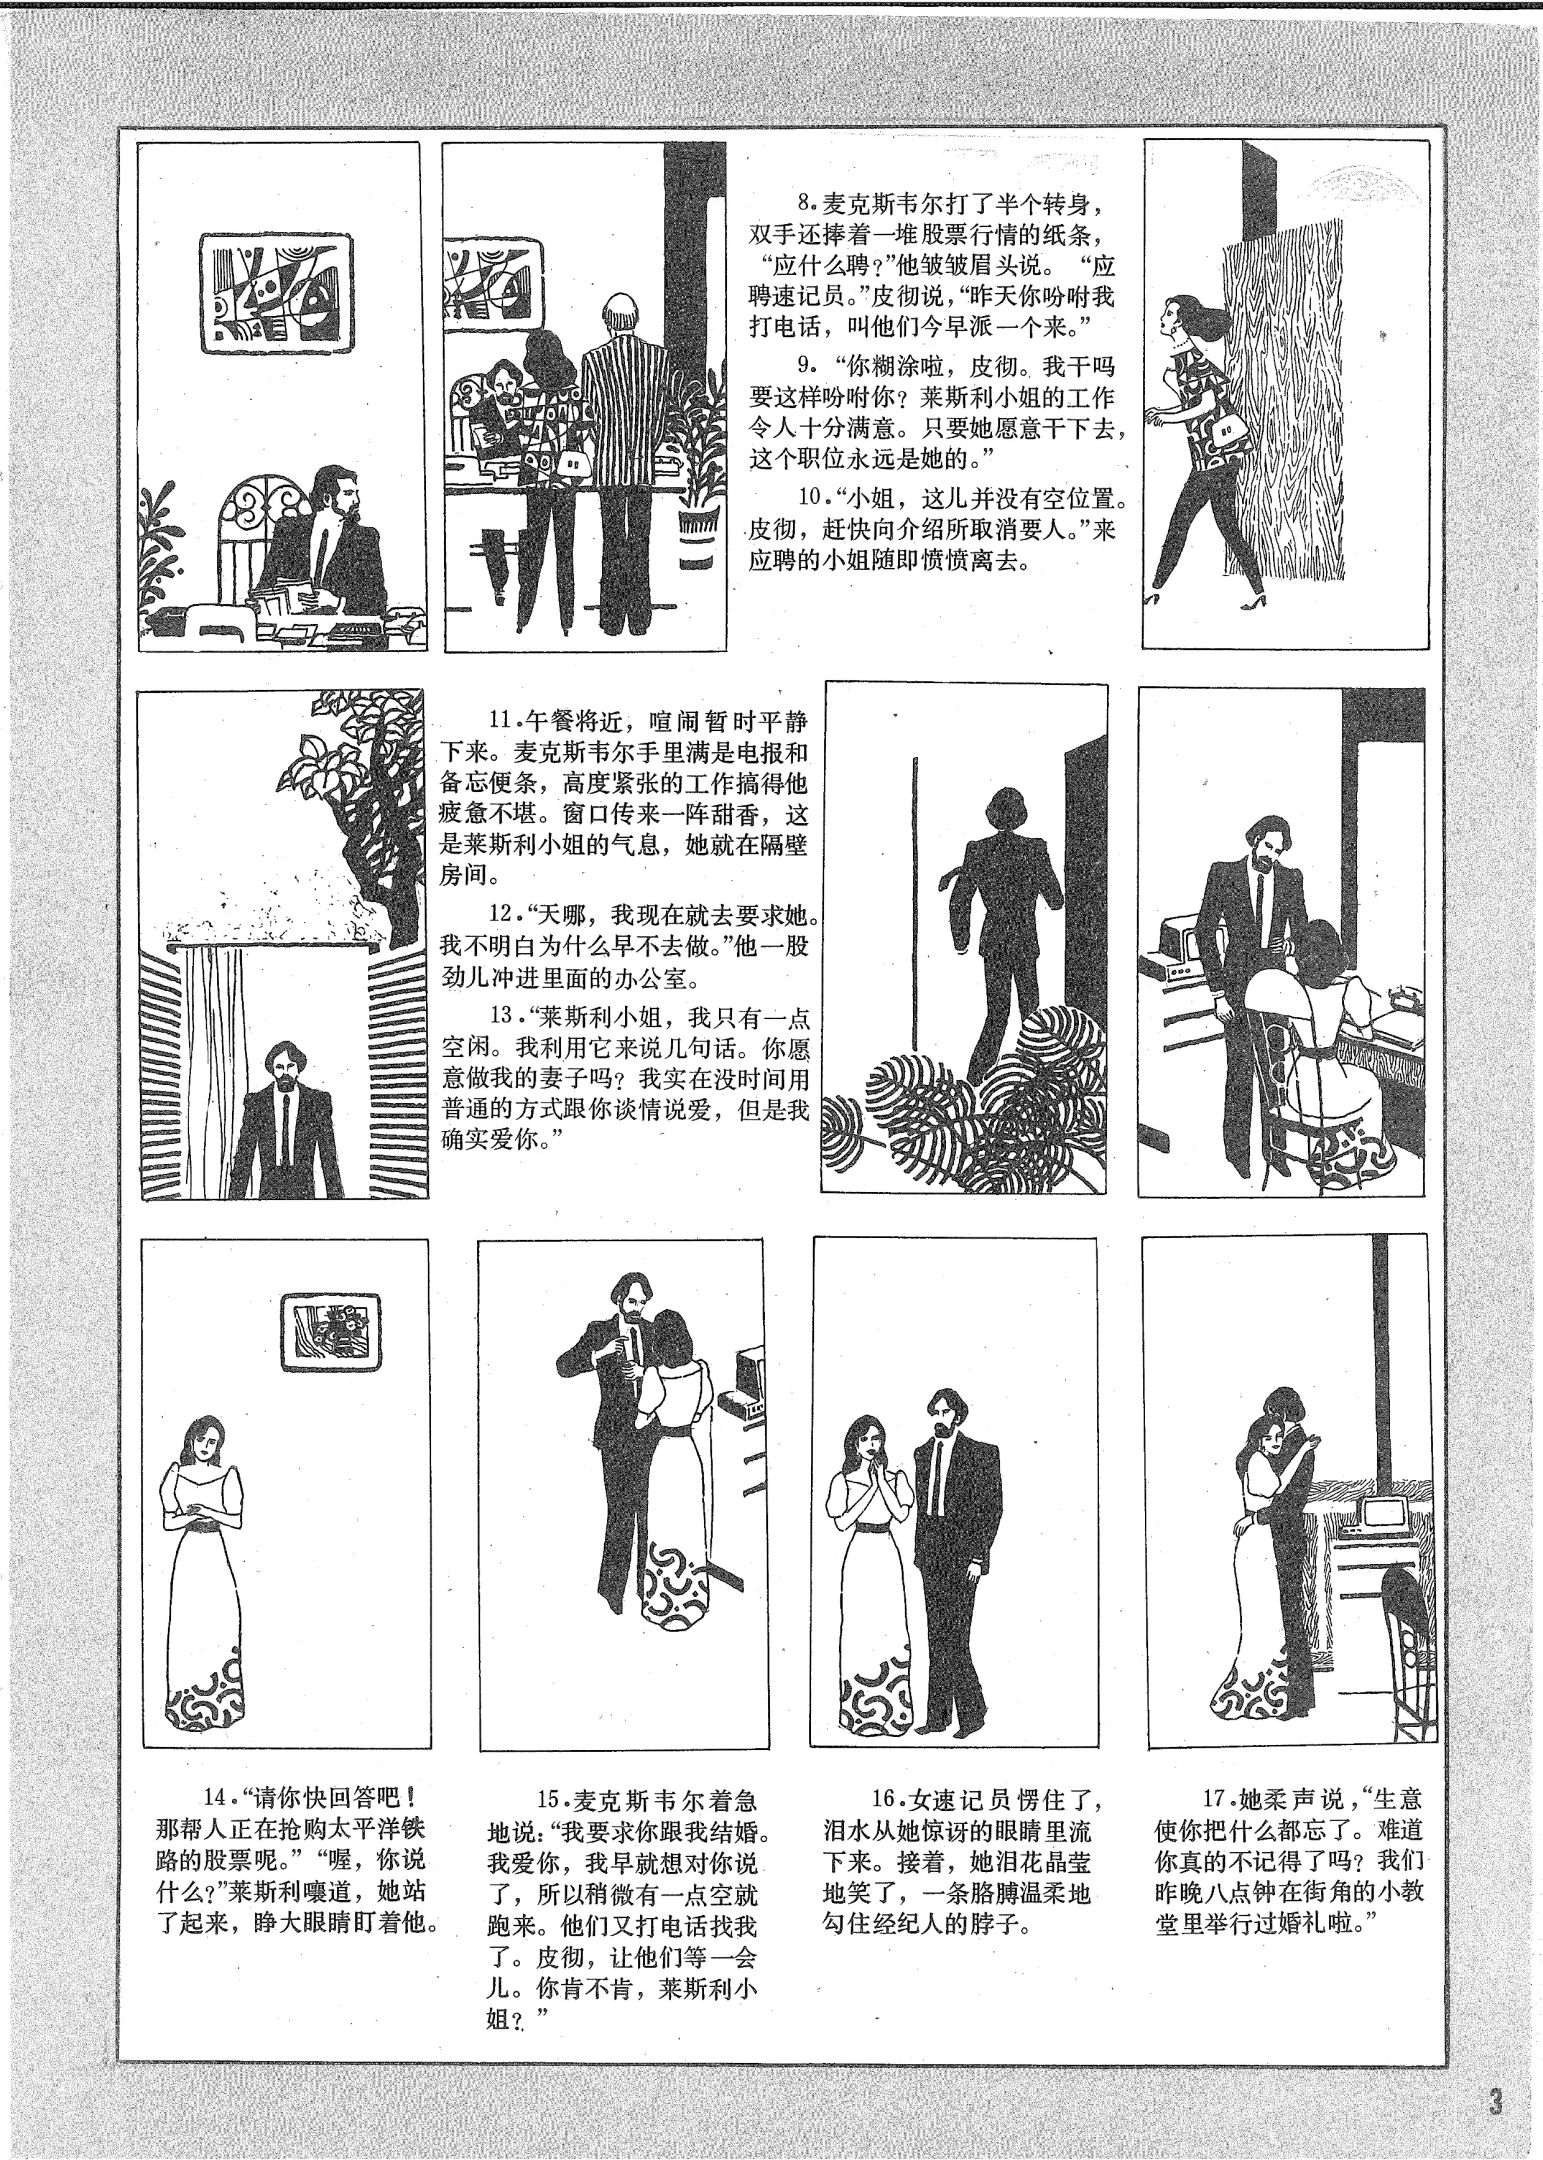 8.麦克斯韦尔打了半个转身，
双手还捧着一堆股票行情的纸条，
“应什么聘？”他皱皱眉头说。“应
聘速记员。”皮彻说，“昨天你吩咐我
打电话，叫他们今早派一个来。”
9.“你糊涂啦，皮彻。我干吗
要这样吩咐你？莱斯利小姐的工作
令人十分满意。只要她愿意干下去，
这个职位永远是她的。”
10.“小姐，这儿并没有空位置。
皮彻，赶快向介绍所取消要人。”来
应聘的小姐随即愤愤离去。
11.午餐将近，喧闹暂时平静
下来。麦克斯韦尔手里满是电报和
备忘便条，高度紧张的工作搞得他
疲惫不堪。窗口传来一阵甜香，这
是莱斯利小姐的气息，她就在隔壁
房间。
12.“天哪，我现在就去要求她。
我不明白为什么早不去做。”他一股
劲儿冲进里面的办公室。
13.“莱斯利小姐，我只有一点
空闲。我利用它来说几句话。你愿
意做我的妻子吗？我实在没时间用
普通的方式跟你谈情说爱，但是我
确实爱你。”
14.“请你快回答吧！
那帮人正在抢购太平洋铁
路的股票呢。”“喔，你说
什么？”莱斯利嚷道，她站
了起来，睁大眼睛盯着他。
15.麦克斯韦尔着急
地说：“我要求你跟我结婚。
我爱你，我早就想对你说
了，所以稍微有一点空就
跑来。他们又打电话找我
了。皮彻，让他们等一会
儿。你肯不肯，莱斯利小
姐？”
16.女速记员愣住了，
泪水从她惊讶的眼睛里流
下来。接着，她泪花晶莹
地笑了，一条胳膊温柔地
勾住经纪人的脖子。
17.她柔声说，“生意
使你把什么都忘了。难道
你真的不记得了吗？我们
昨晚八点钟在街角的小教
堂里举行过婚礼啦。”
3